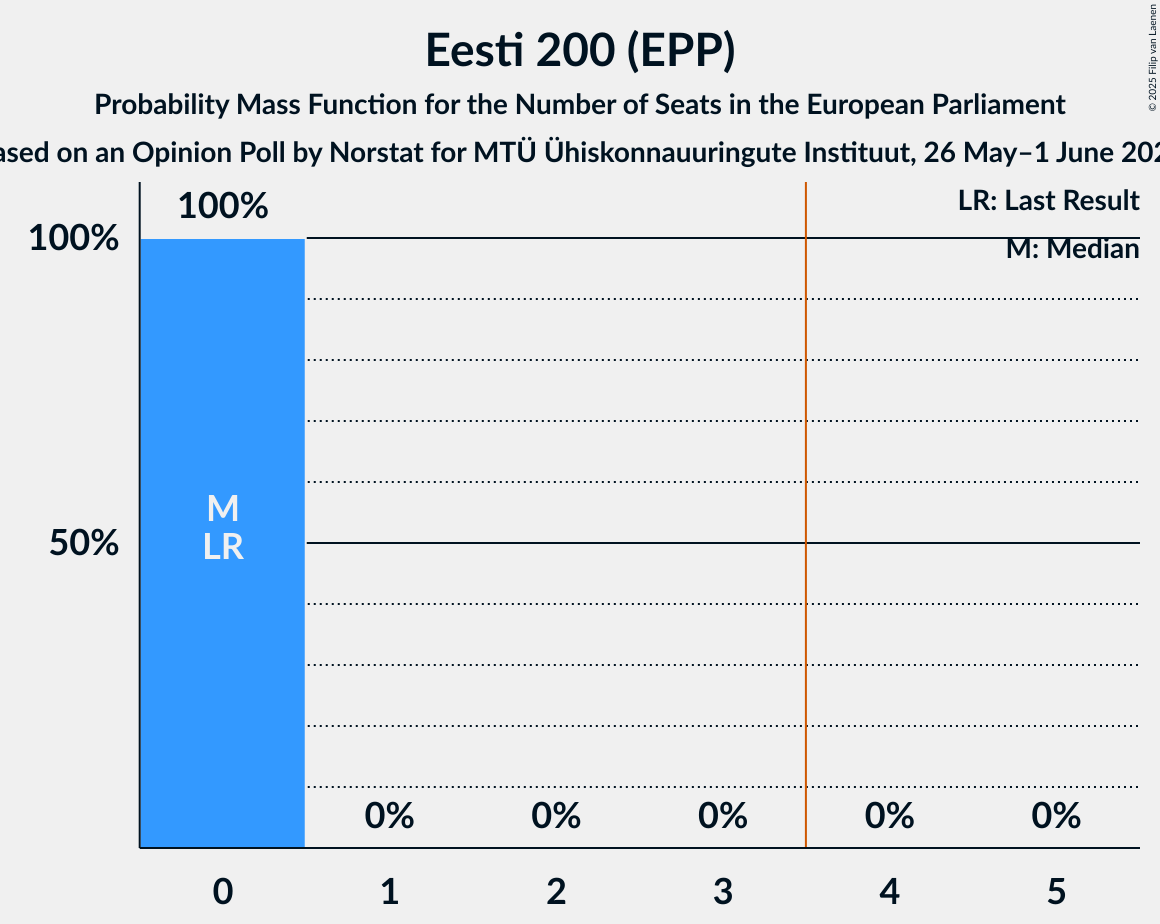 Eesti 200 (EPP)
Probability Mass Function for the Number of Seats in the European Parliament
ased on an Opinion Poll by Norstat for MTÜ Ühiskonnauuringute Instituut, 26 May–1 June 202
© 2025 Filip van Laenen
LR: Last Result
M: Median
100%
100%
50%
M
LR
0% 0% 0% 0% 0%
0 1 2 3 4 5